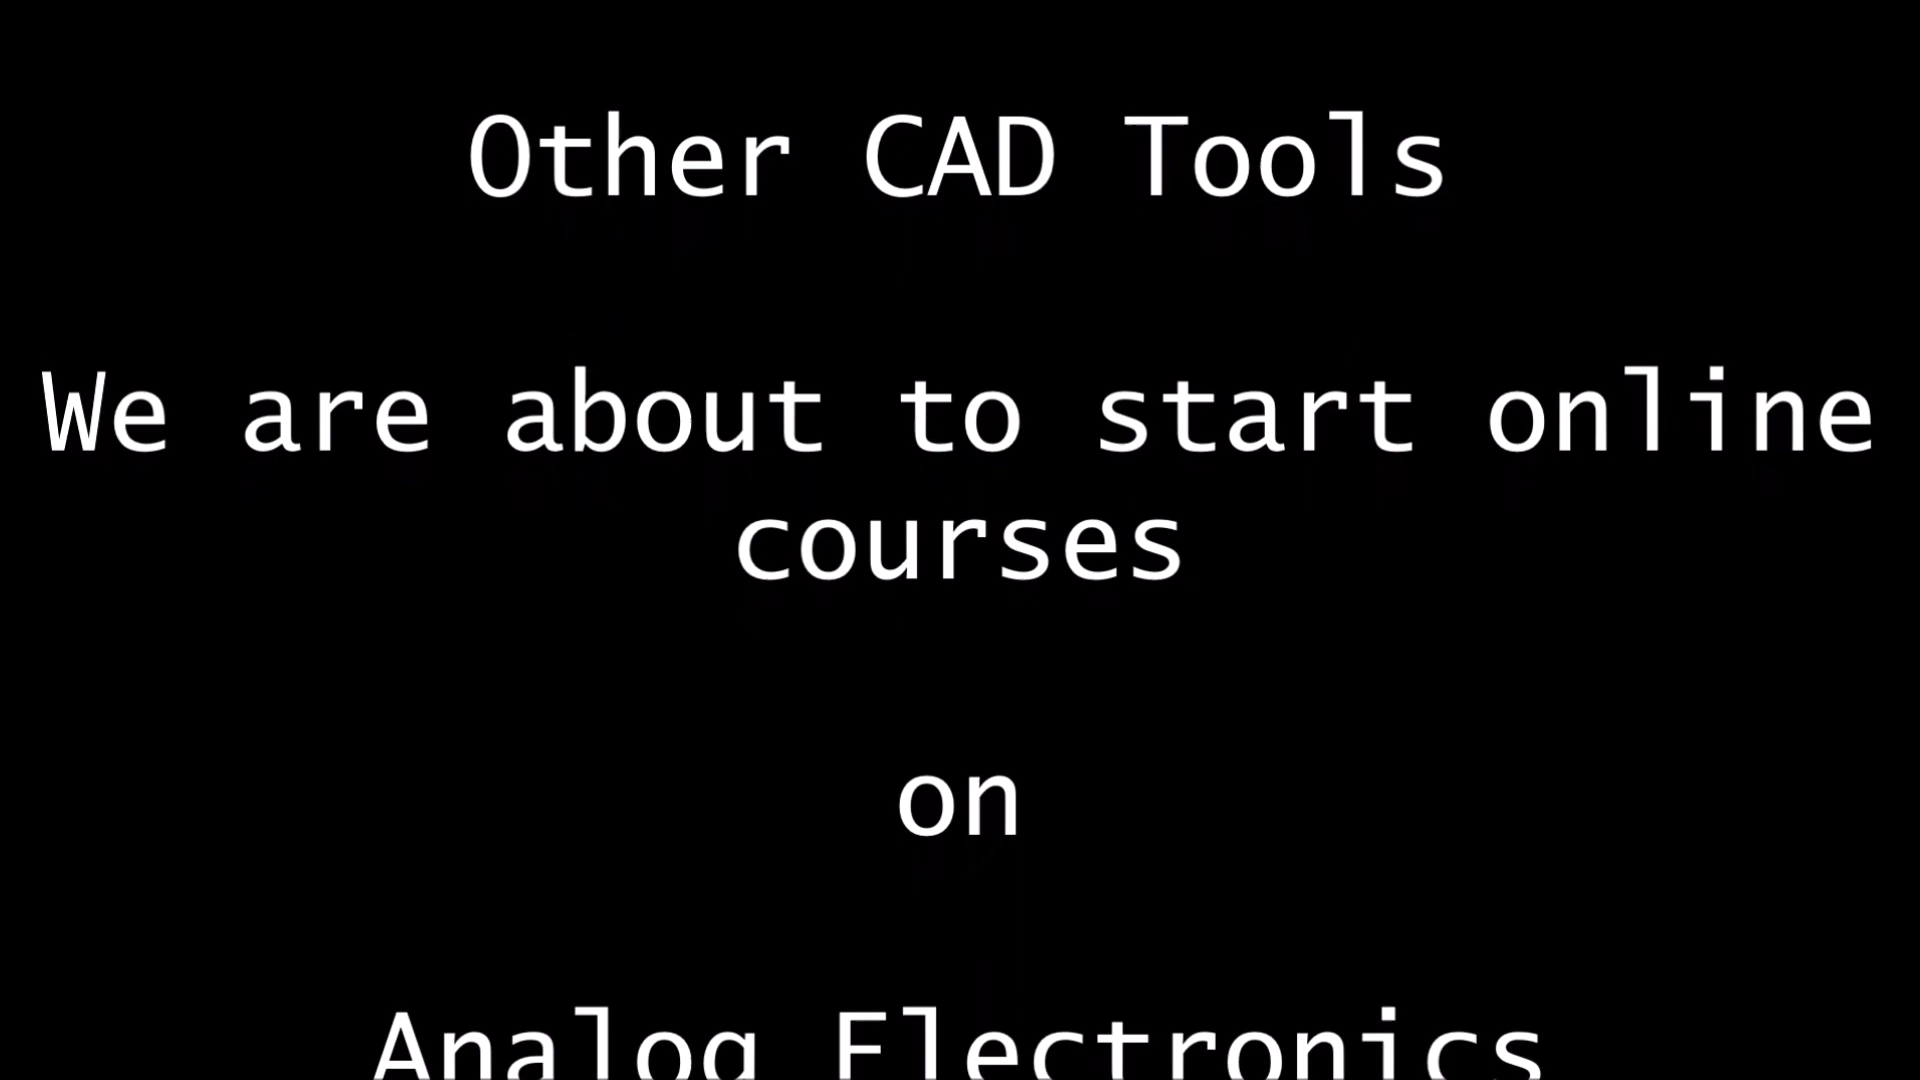 Other CAD Tools
We are about to start online
courses
on
Analog Electronics